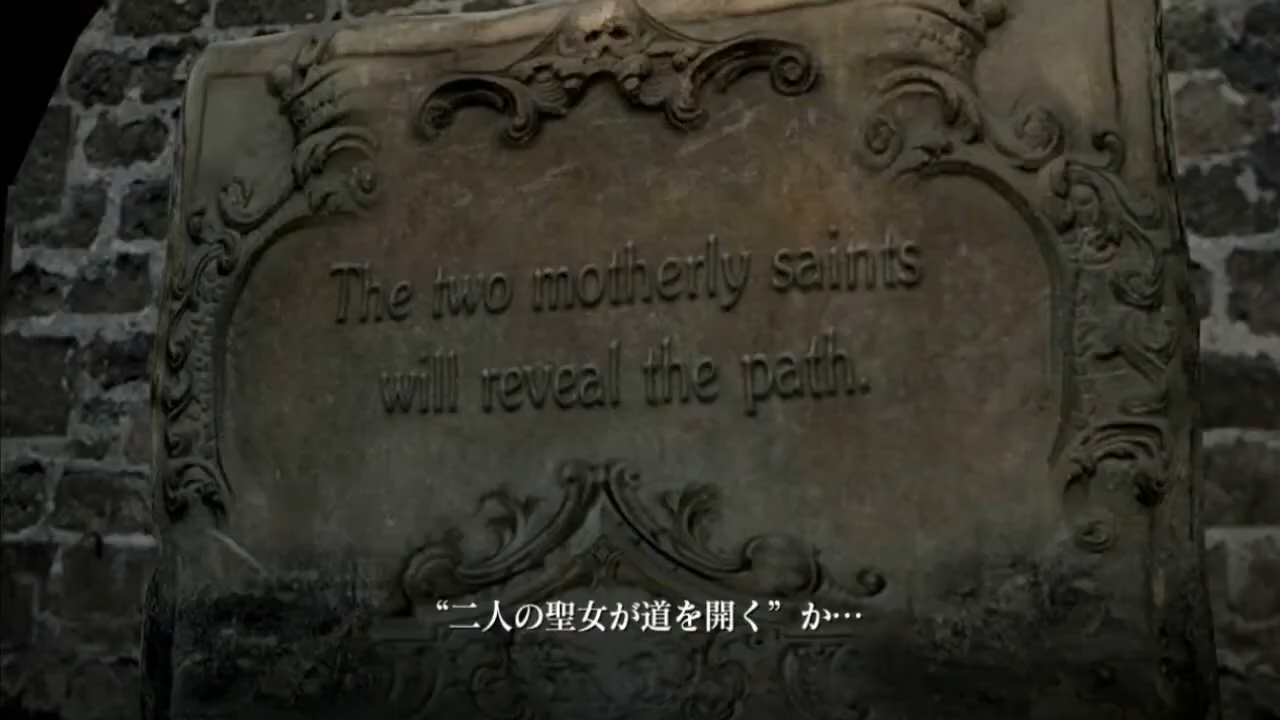 The two motherly saints
will reveal the path.
“二人の聖女が道を開く” か…